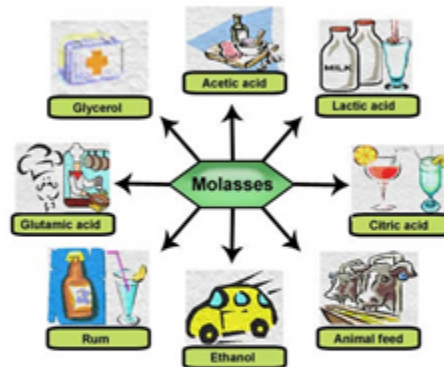 Glycerol
Acetic acid
MILK
Lactic acid
Molasses
Glutamic acid
Citric acid
Rum
Ethanol
Animal feed